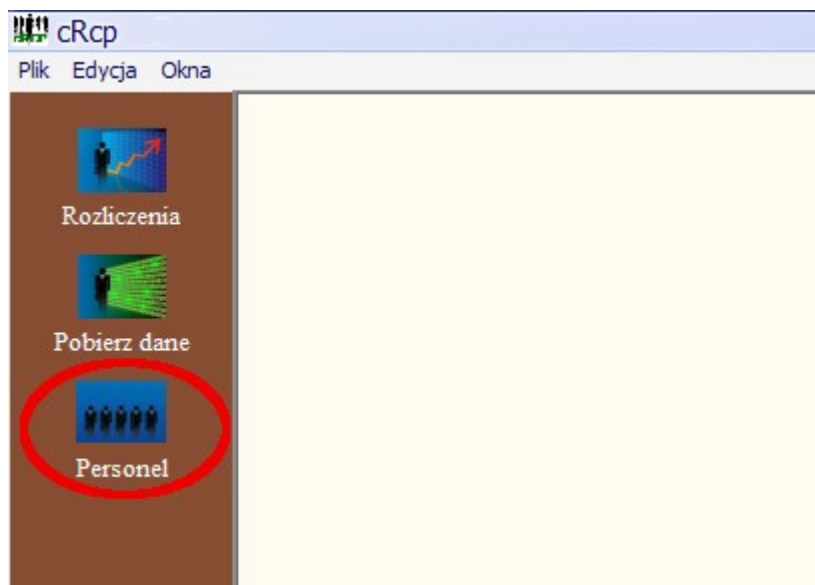 cRcp
Plik Edycja Okna
Rozliczenia
Pobierz dane
Personel